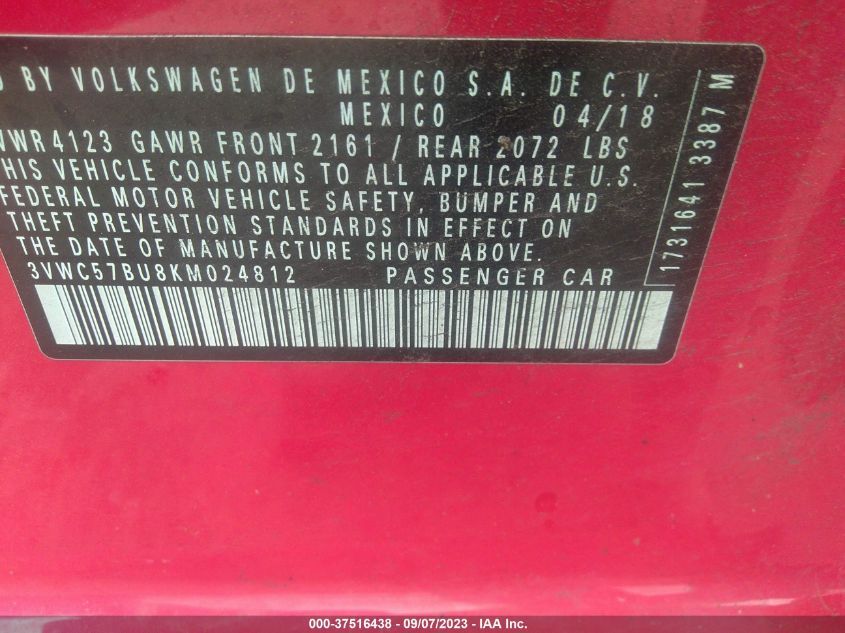 BY VOLKSWAGEN DE MEXICO S.A. DE C.V.
MEXICO 04/18
4123 GAWR FRONT 2161 / REAR 2072 LBS
THIS VEHICLE CONFORMS TO ALL APPLICABLE U.S.
FEDERAL MOTOR VEHICLE SAFETY, BUMPER AND
THEFT PREVENTION STANDARDS IN EFFECT ON
THE DATE OF MANUFACTURE SHOWN ABOVE.
3VWC57BU8KM024812 PASSENGER CAR
1731641 3387 M
000-37516438 - 09/07/2023 - IAA Inc.